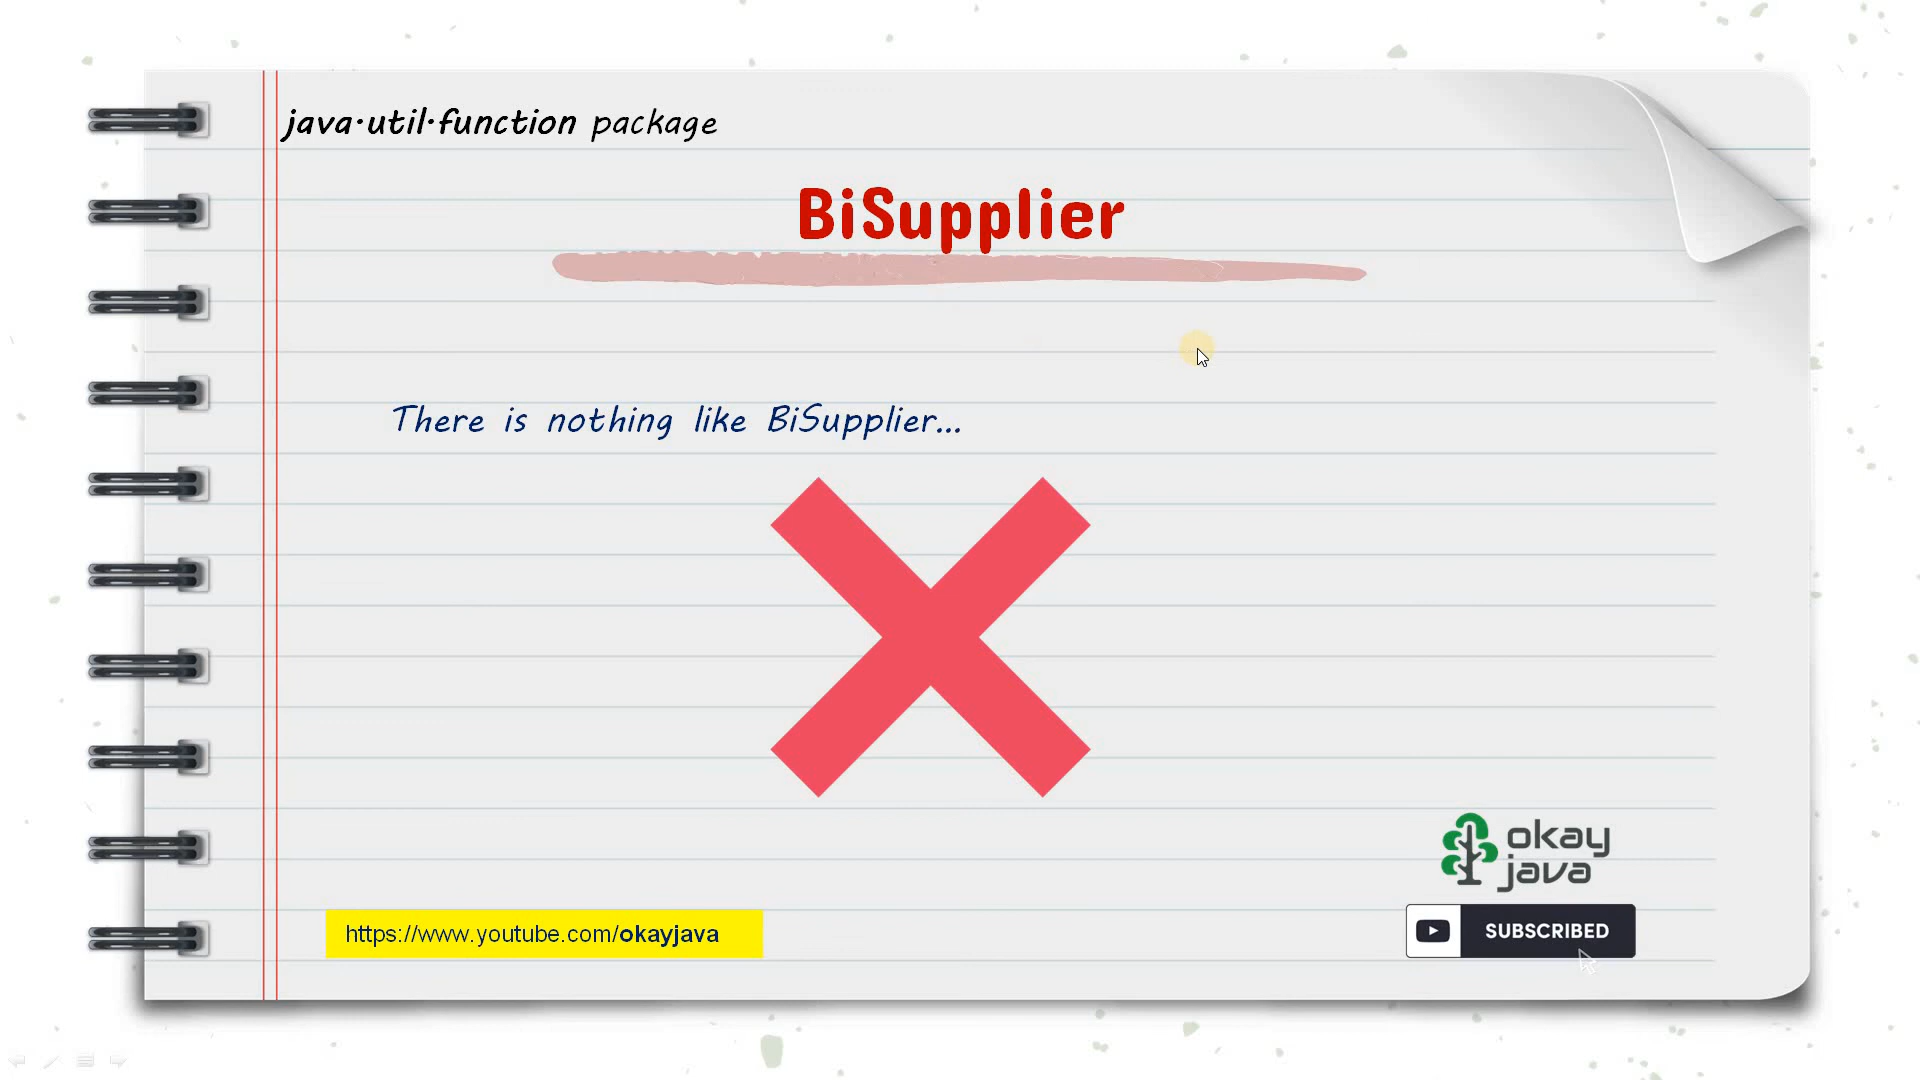 java.util.function package
BiSupplier
There is nothing like BiSupplier...
okay
java
https://www.youtube.com/okayjava
SUBSCRIBED